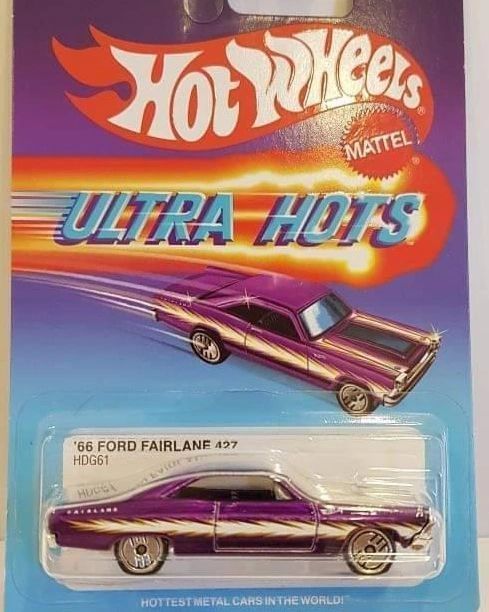 HOT WHEELS
MATTEL
ULTRA HOTS
'66 FORD FAIRLANE 427
HDG61
FAIRLANE
HOTTEST METAL CARS IN THE WORLD!